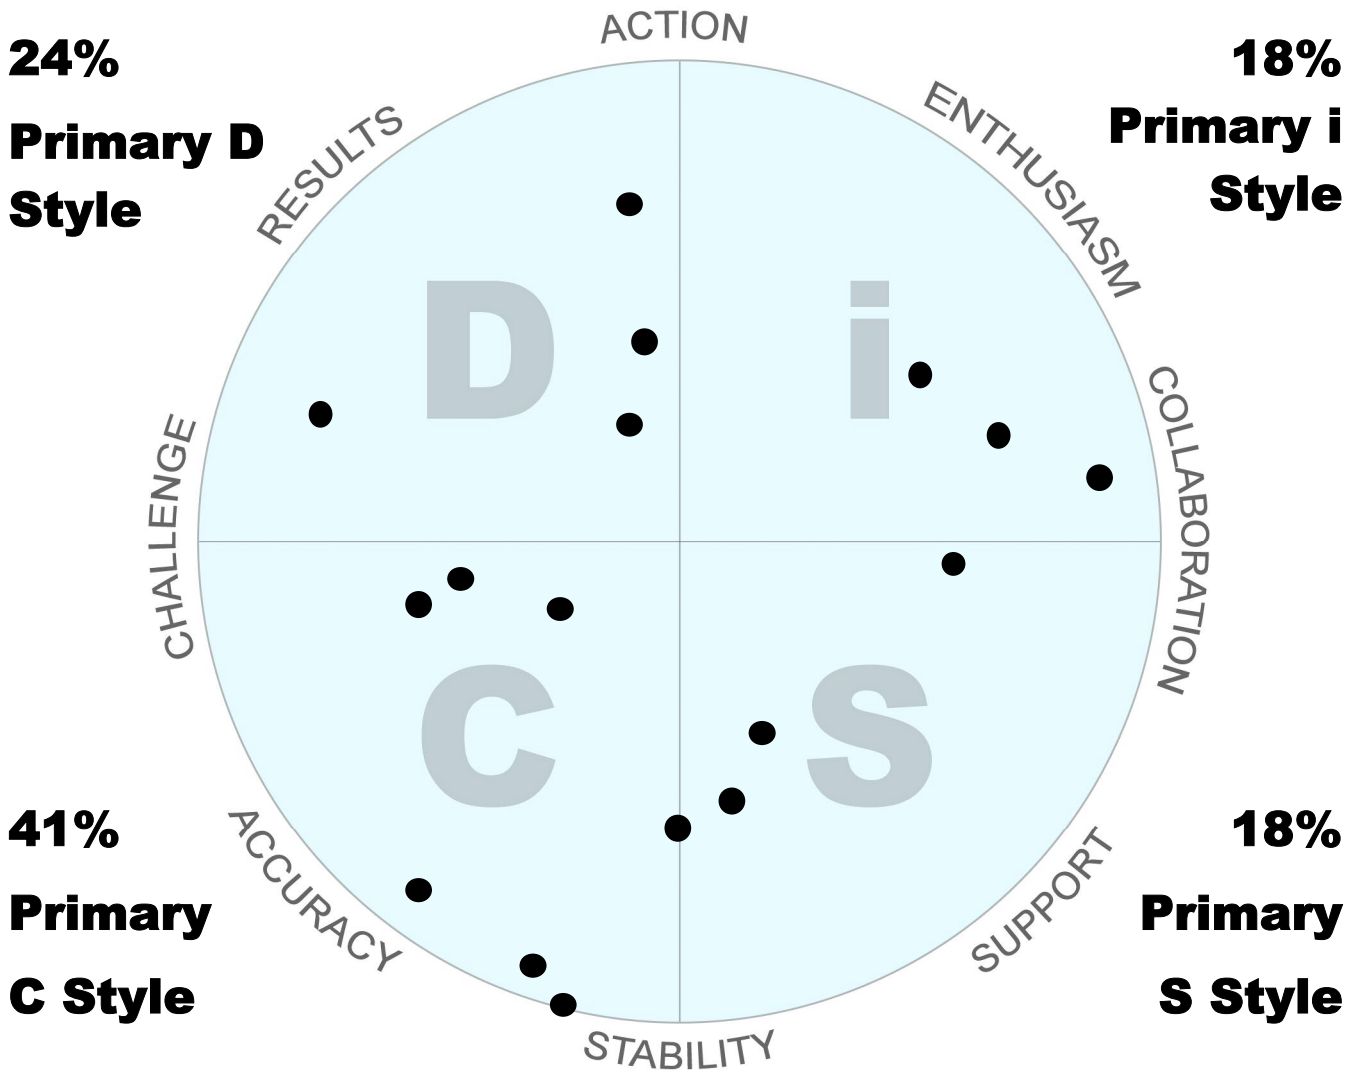 ACTION
24%
Primary D
Style
18%
Primary i
Style
RESULTS
ENTHUSIASM
D
i
CHALLENGE
COLLABORATION
C
S
41%
Primary
C Style
18%
Primary
S Style
ACCURACY
SUPPORT
STABILITY